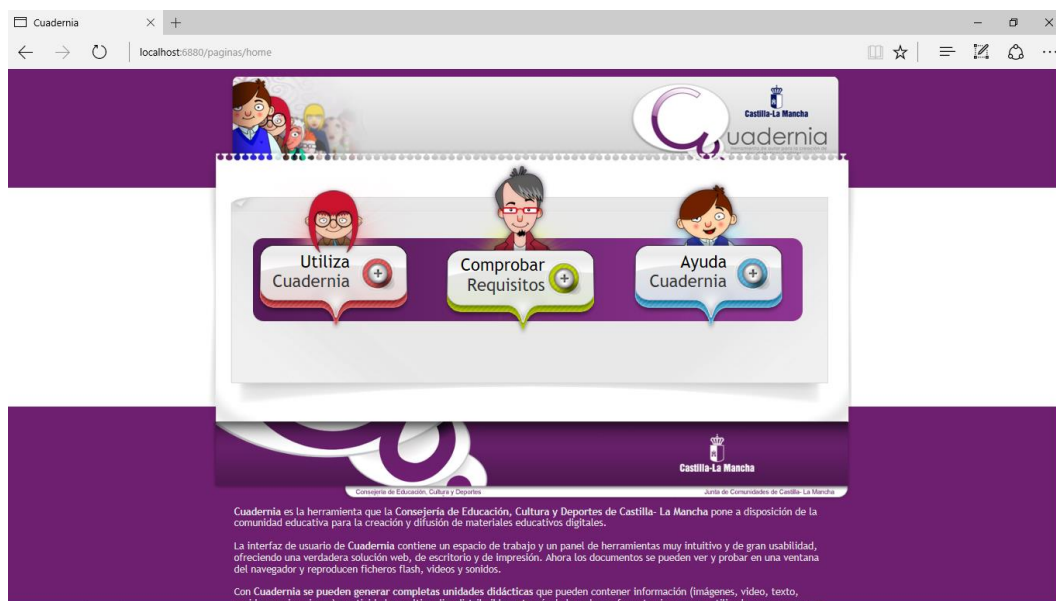 Cuadernia
localhost:6880/paginas/home
Castilla-La Mancha
Cuadernia
Utiliza
Cuadernia
Comprobar
Requisitos
Ayuda
Cuadernia
Castilla-La Mancha
Consejería de Educación, Cultura y Deportes
Junta de Comunidades de Castilla- La Mancha
Cuadernia es la herramienta que la Consejería de Educación, Cultura y Deportes de Castilla- La Mancha pone a disposición de la
comunidad educativa para la creación y difusión de materiales educativos digitales.
La interfaz de usuario de Cuadernia contiene un espacio de trabajo y un panel de herramientas muy intuitivo y de gran usabilidad,
ofreciendo una verdadera solución web, de escritorio y de impresión. Ahora los documentos se pueden ver y probar en una ventana
del navegador y reproducen ficheros flash, videos y sonidos.
Con Cuadernia se pueden generar completas unidades didácticas que pueden contener información (imágenes, video, texto,